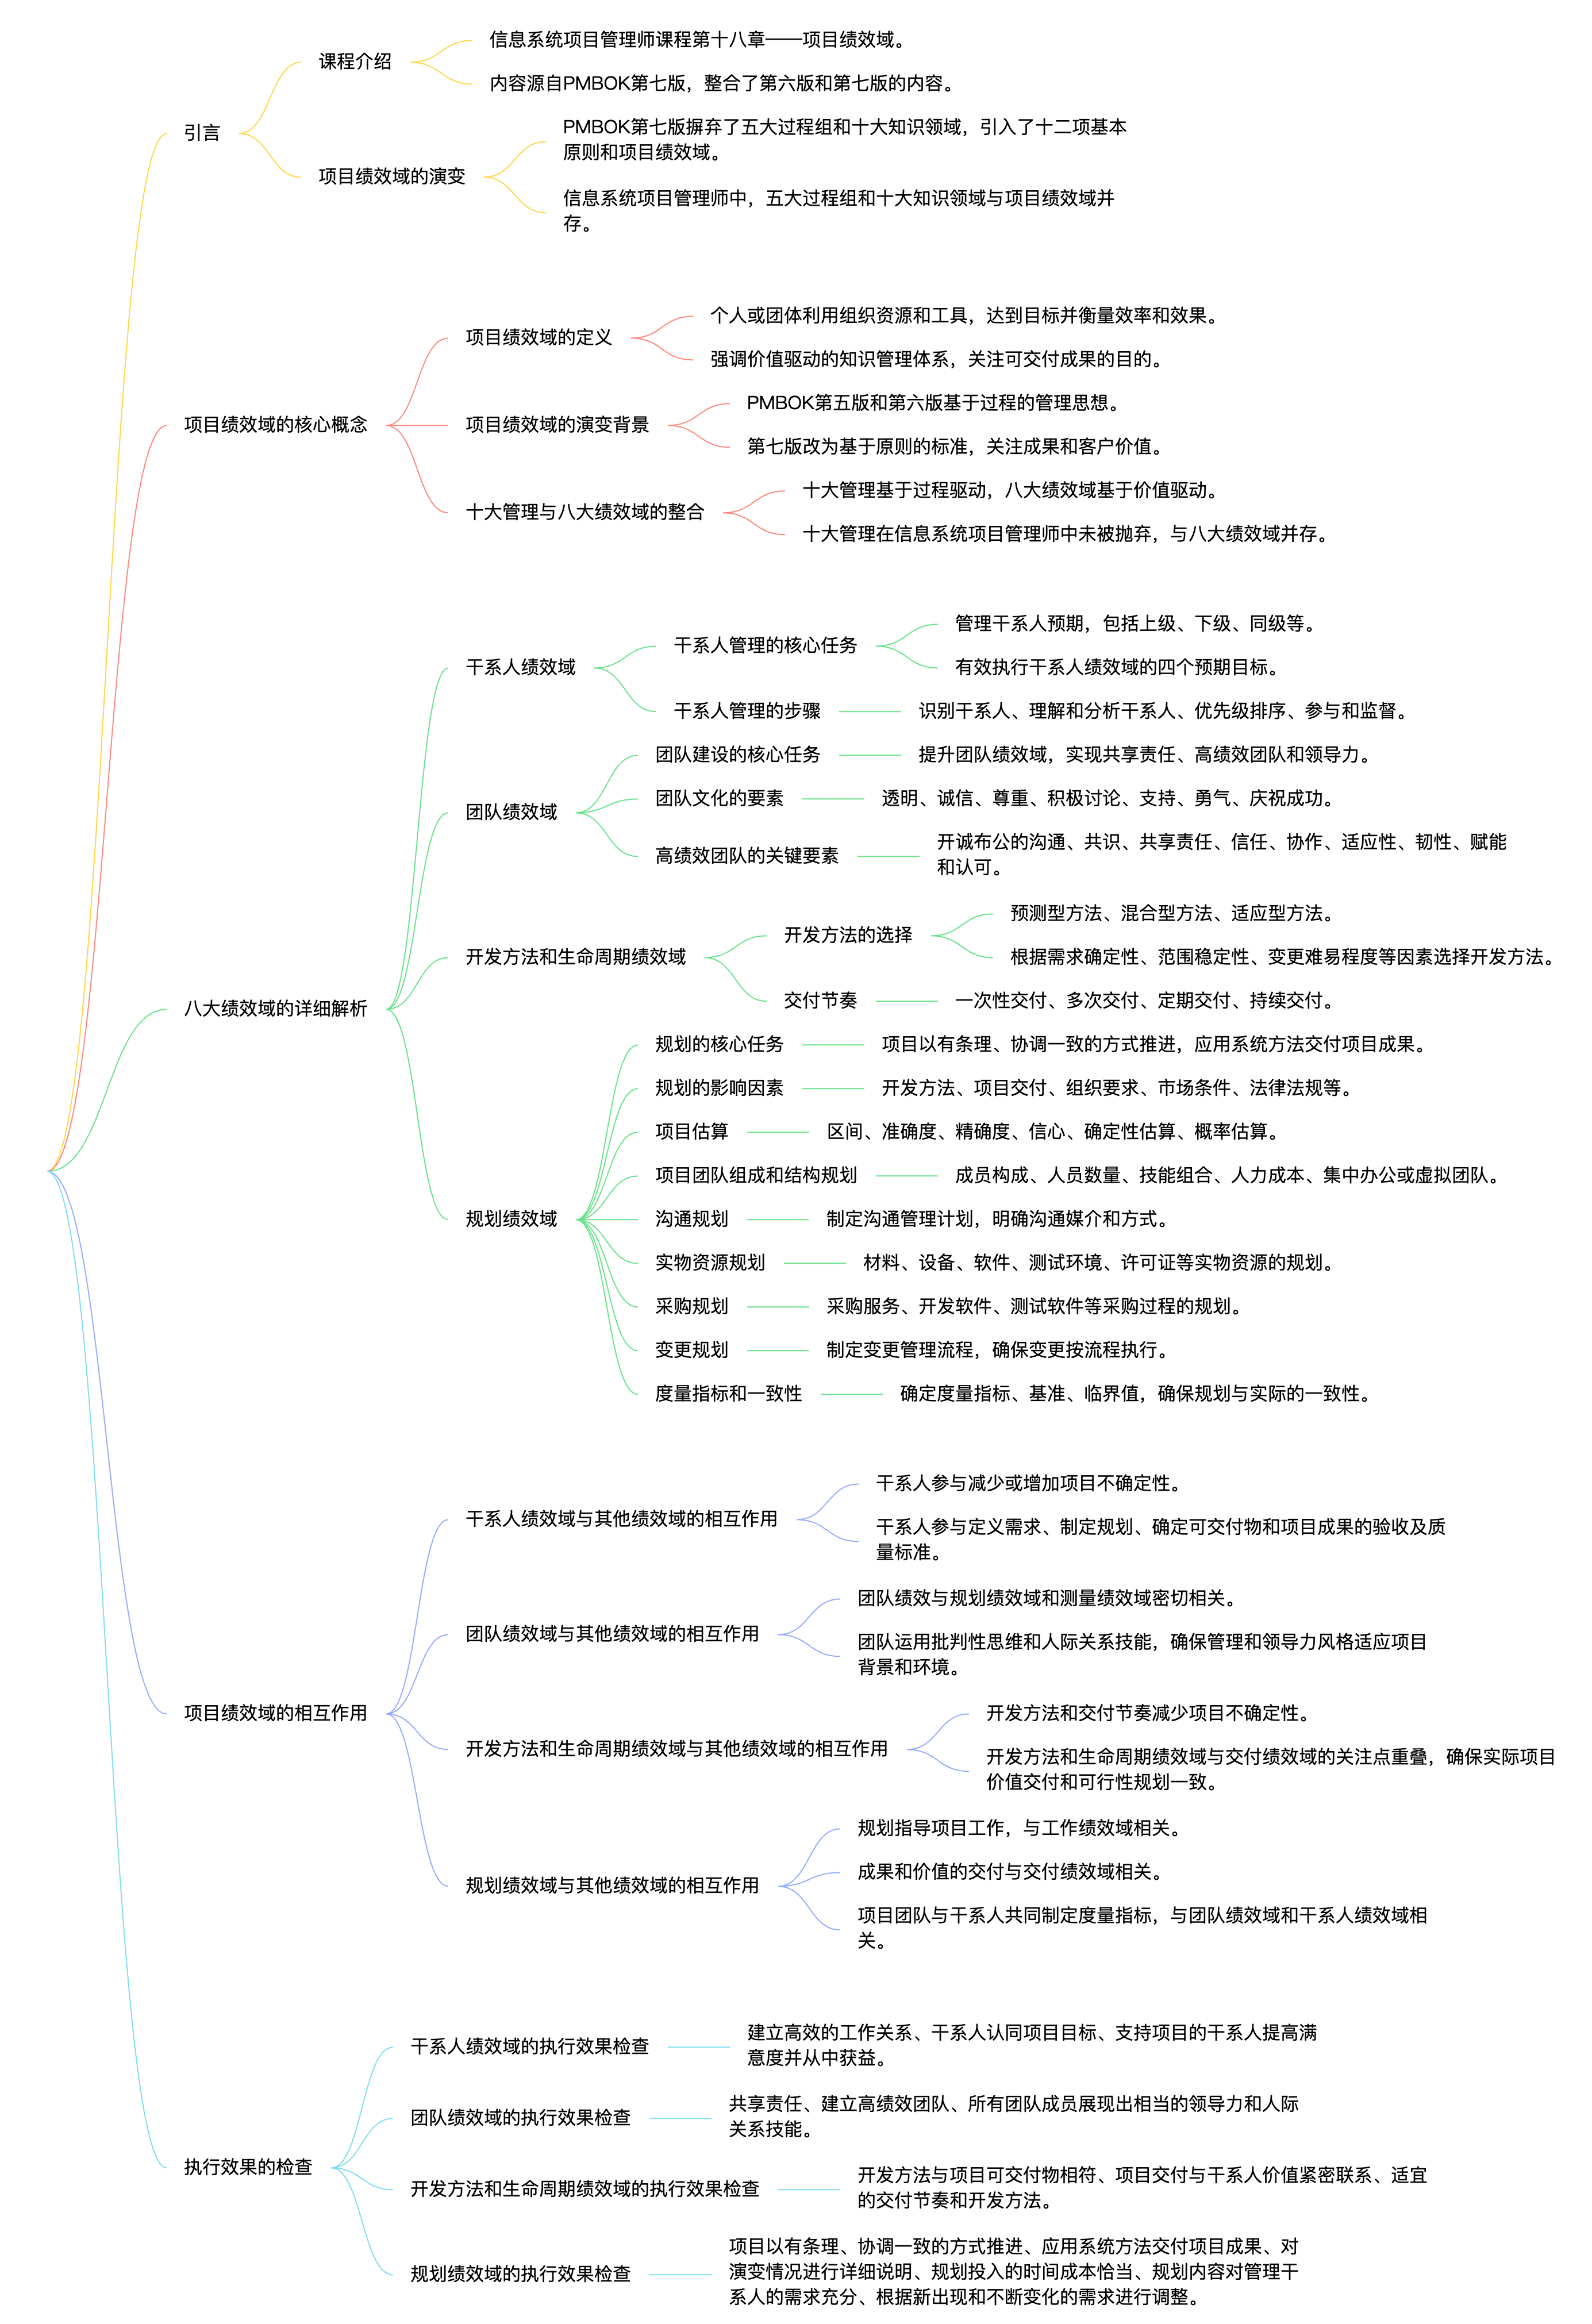 引言
课程介绍
信息系统项目管理师课程第十八章——项目绩效域。
内容源自PMBOK第七版，整合了第六版和第七版的内容。
项目绩效域的演变
PMBOK第七版摒弃了五大过程组和十大知识领域，引入了十二项基本
原则和项目绩效域。
信息系统项目管理师中，五大过程组和十大知识领域与项目绩效域并
存。
项目绩效域的核心概念
项目绩效域的定义
个人或团体利用组织资源和工具，达到目标并衡量效率和效果。
强调价值驱动的知识管理体系，关注可交付成果的目的。
项目绩效域的演变背景
PMBOK第五版和第六版基于过程的管理思想。
第七版改为基于原则的标准，关注成果和客户价值。
十大管理与八大绩效域的整合
十大管理基于过程驱动，八大绩效域基于价值驱动。
十大管理在信息系统项目管理师中未被抛弃，与八大绩效域并存。
八大绩效域的详细解析
干系人绩效域
干系人管理的核心任务
管理干系人预期，包括上级、下级、同级等。
有效执行干系人绩效域的四个预期目标。
干系人管理的步骤
识别干系人、理解和分析干系人、优先级排序、参与和监督。
团队绩效域
团队建设的核心任务
提升团队绩效域，实现共享责任、高绩效团队和领导力。
团队文化的要素
透明、诚信、尊重、积极讨论、支持、勇气、庆祝成功。
高绩效团队的关键要素
开诚布公的沟通、共识、共享责任、信任、协作、适应性、韧性、赋能
和认可。
开发方法和生命周期绩效域
开发方法的选择
预测型方法、混合型方法、适应型方法。
根据需求确定性、范围稳定性、变更难易程度等因素选择开发方法。
交付节奏
一次性交付、多次交付、定期交付、持续交付。
规划绩效域
规划的核心任务
项目以有条理、协调一致的方式推进，应用系统方法交付项目成果。
规划的影响因素
开发方法、项目交付、组织要求、市场条件、法律法规等。
项目估算
区间、准确度、精确度、信心、确定性估算、概率估算。
项目团队组成和结构规划
成员构成、人员数量、技能组合、人力成本、集中办公或虚拟团队。
沟通规划
制定沟通管理计划，明确沟通媒介和方式。
实物资源规划
材料、设备、软件、测试环境、许可证等实物资源的规划。
采购规划
采购服务、开发软件、测试软件等采购过程的规划。
变更规划
制定变更管理流程，确保变更按流程执行。
度量指标和一致性
确定度量指标、基准、临界值，确保规划与实际的一致性。
项目绩效域的相互作用
干系人绩效域与其他绩效域的相互作用
干系人参与减少或增加项目不确定性。
干系人参与定义需求、制定规划、确定可交付物和项目成果的验收及质
量标准。
团队绩效域与其他绩效域的相互作用
团队绩效与规划绩效域和测量绩效域密切相关。
团队运用批判性思维和人际关系技能，确保管理和领导力风格适应项目
背景和环境。
开发方法和生命周期绩效域与其他绩效域的相互作用
开发方法和交付节奏减少项目不确定性。
开发方法和生命周期绩效域与交付绩效域的关注点重叠，确保实际项目
价值交付和可行性规划一致。
规划绩效域与其他绩效域的相互作用
规划指导项目工作，与工作绩效域相关。
成果和价值的交付与交付绩效域相关。
项目团队与干系人共同制定度量指标，与团队绩效域和干系人绩效域相
关。
执行效果的检查
干系人绩效域的执行效果检查
建立高效的工作关系、干系人认同项目目标、支持项目的干系人提高满
意度并从中获益。
团队绩效域的执行效果检查
共享责任、建立高绩效团队、所有团队成员展现出相当的领导力和人际
关系技能。
开发方法和生命周期绩效域的执行效果检查
开发方法与项目可交付物相符、项目交付与干系人价值紧密联系、适宜
的交付节奏和开发方法。
规划绩效域的执行效果检查
项目以有条理、协调一致的方式推进、应用系统方法交付项目成果、对
演变情况进行详细说明、规划投入的时间成本恰当、规划内容对管理干
系人的需求充分、根据新出现和不断变化的需求进行调整。